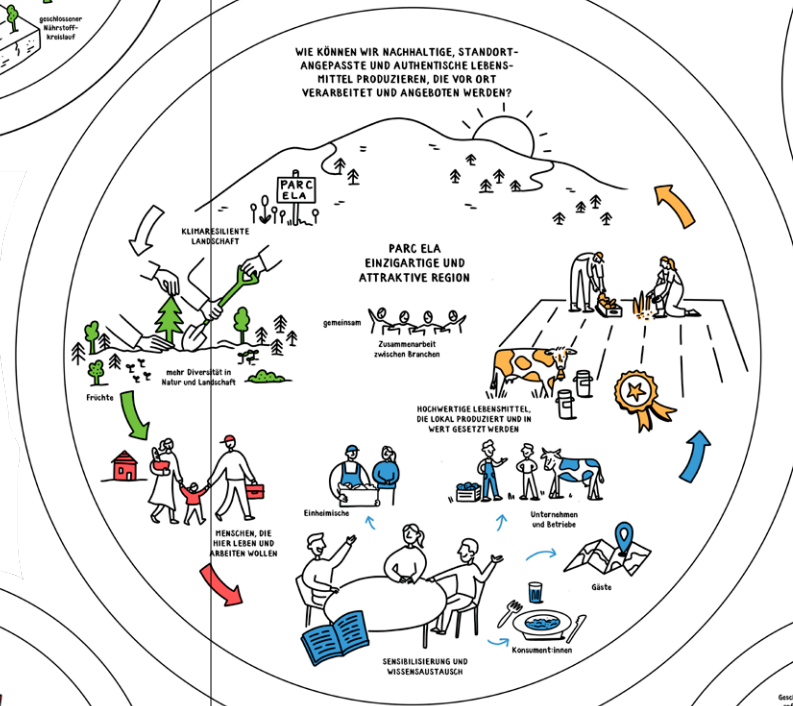 geschlossener
Nährstoff-
kreislauf
WIE KÖNNEN WIR NACHHALTIGE, STANDORT-
ANGEPASSTE UND AUTHENTISCHE LEBENS-
MITTEL PRODUZIEREN, DIE VOR ORT
VERARBEITET UND ANGEBOTEN WERDEN?
PARC
ELA
KLIMARESILIENTE
LANDSCHAFT
PARC ELA
EINZIGARTIGE UND
ATTRAKTIVE REGION
gemeinsam
Zusammenarbeit
zwischen Branchen
mehr Diversität in
Natur und Landschaft
Früchte
HOCHWERTIGE LEBENSMITTEL,
DIE LOKAL PRODUZIERT UND IN
WERT GESETZT WERDEN
MENSCHEN, DIE
HIER LEBEN UND
ARBEITEN WOLLEN
Einheimische
Unternehmen
und Betriebe
Gäste
Konsument:innen
SENSIBILISIERUNG UND
WISSENSAUSTAUSCH